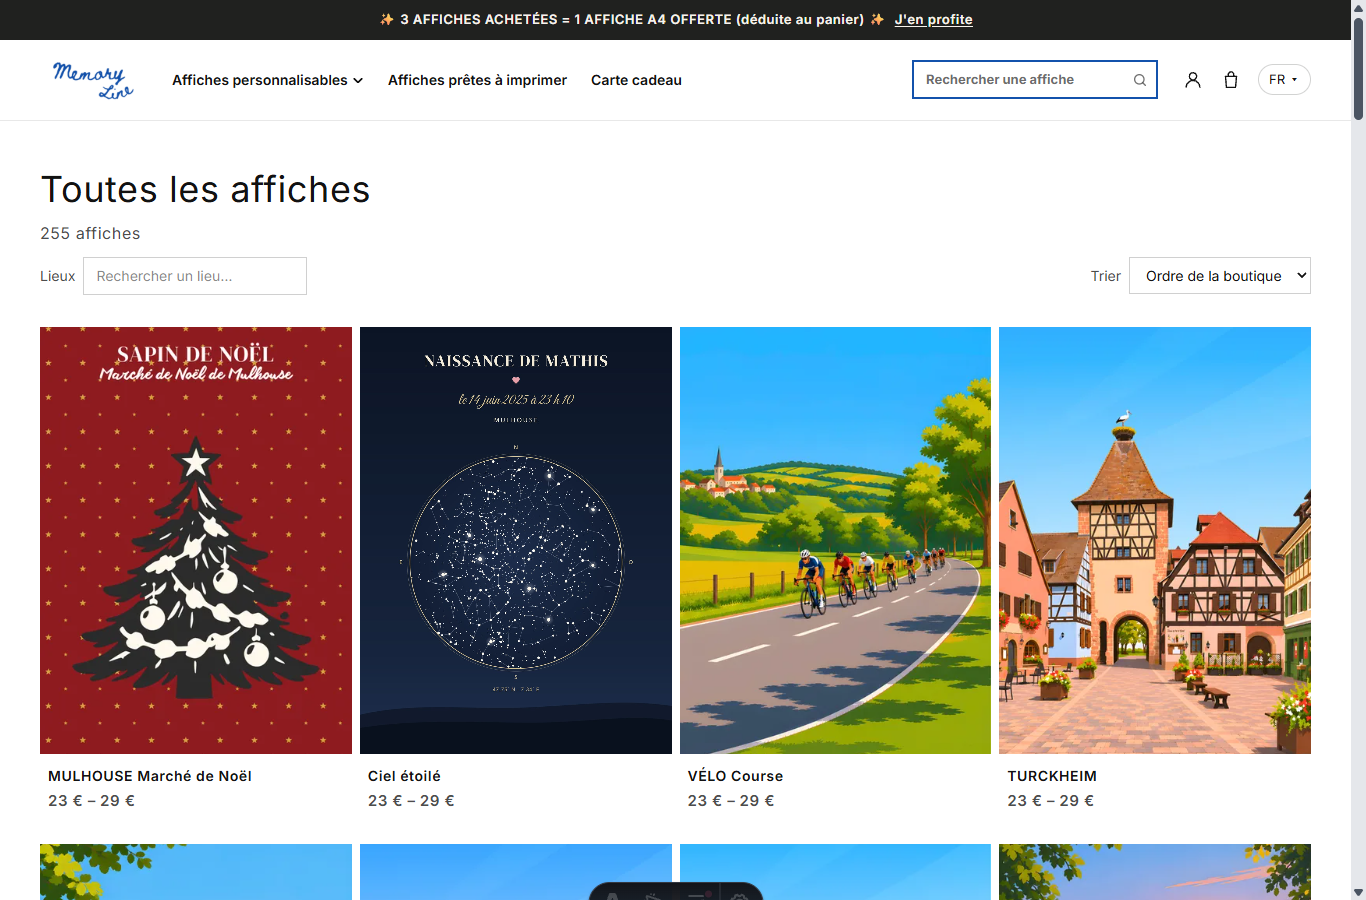 ✨ 3 AFFICHES ACHETÉES = 1 AFFICHE A4 OFFERTE (déduite au panier) ✨ J'en profite
Memory Line
Affiches personnalisables
Affiches prêtes à imprimer
Carte cadeau
Rechercher une affiche
FR
Toutes les affiches
255 affiches
Lieux
Rechercher un lieu...
Trier
Ordre de la boutique
SAPIN DE NOËL
Marché de Noël de Mulhouse
NAISSANCE DE MATHIS
le 14 juin 2025 à 23 h 10
MULHOUSE
N
S
MULHOUSE Marché de Noël
23 € – 29 €
Ciel étoilé
23 € – 29 €
VÉLO Course
23 € – 29 €
TURCKHEIM
23 € – 29 €